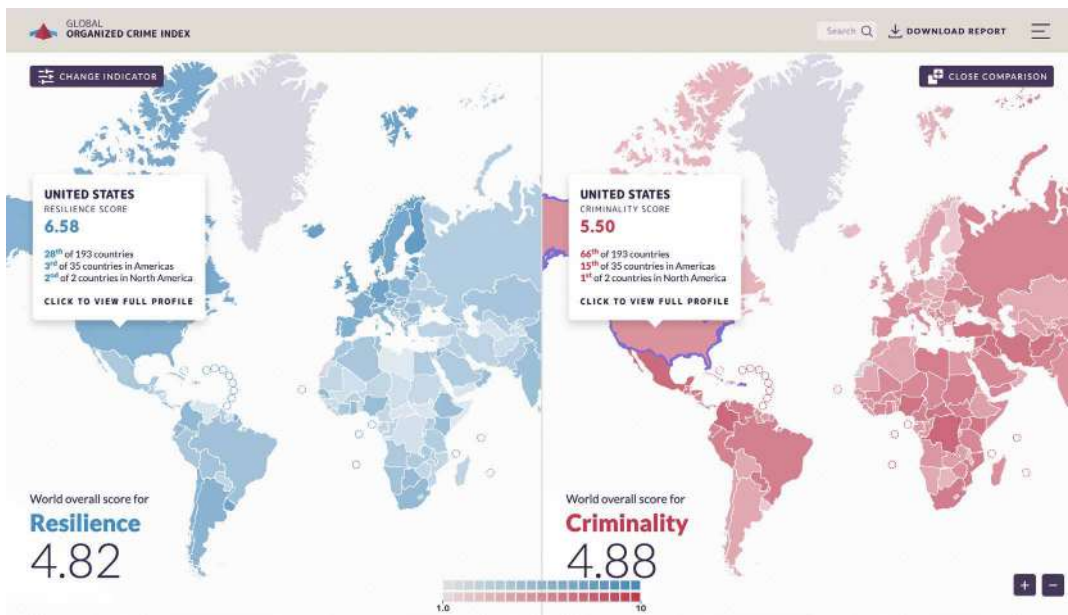 GLOBAL
ORGANIZED CRIME INDEX
Search
DOWNLOAD REPORT
CHANGE INDICATOR
CLOSE COMPARISON
UNITED STATES
RESILIENCE SCORE
6.58
28th of 193 countries
3rd of 35 countries in Americas
2nd of 2 countries in North America
CLICK TO VIEW FULL PROFILE
UNITED STATES
CRIMINALITY SCORE
5.50
66th of 193 countries
15th of 35 countries in Americas
1st of 2 countries in North America
CLICK TO VIEW FULL PROFILE
World overall score for
Resilience
4.82
World overall score for
Criminality
4.88
1.0 10
+ −